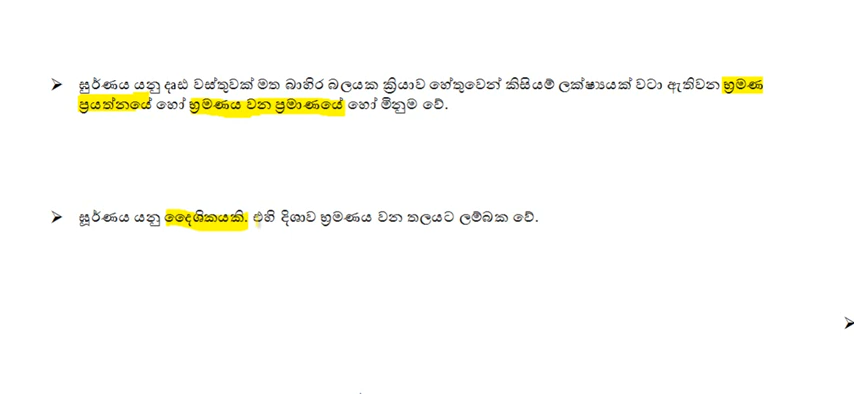 ➤ ඝූර්ණය යනු දෘඪ වස්තුවක් මත බාහිර බලයක ක්‍රියාව හේතුවෙන් කිසියම් ලක්ෂ්‍යයක් වටා ඇතිවන භ්‍රමණ
ප්‍රයත්නයේ හෝ භ්‍රමණය වන ප්‍රමාණයේ හෝ මිනුම වේ.
➤ ඝූර්ණය යනු දෛශිකයකි. එහි දිශාව භ්‍රමණය වන තලයට ලම්බක වේ.
➤